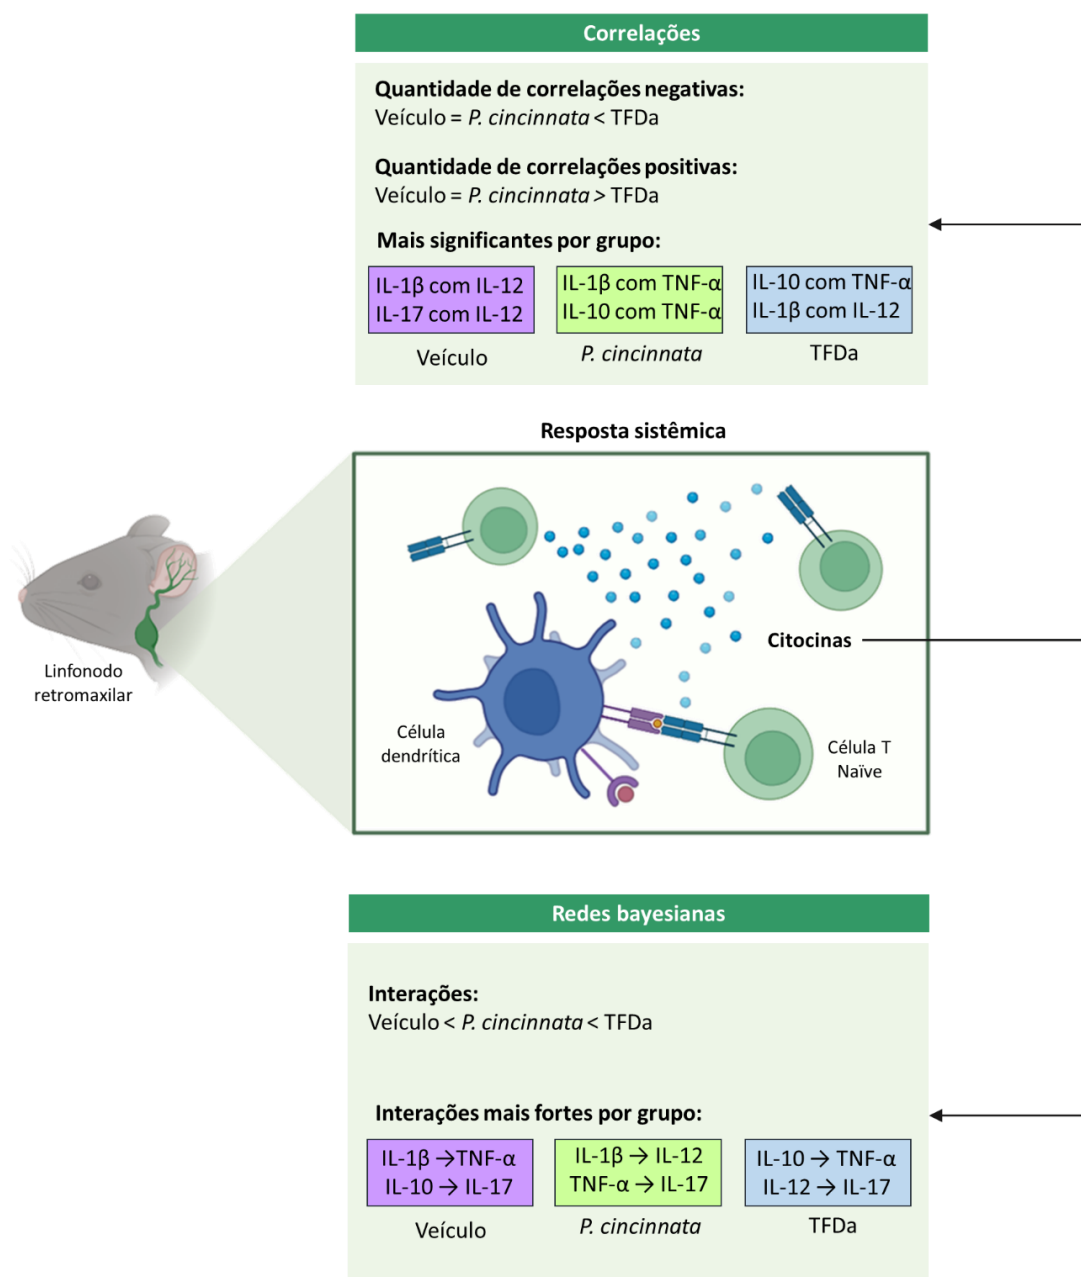 Correlações
Quantidade de correlações negativas:
Veículo = P. cincinnata < TFDa
Quantidade de correlações positivas:
Veículo = P. cincinnata > TFDa
Mais significantes por grupo:
IL-1β com IL-12
IL-17 com IL-12
Veículo
IL-1β com TNF-α
IL-10 com TNF-α
P. cincinnata
IL-10 com TNF-α
IL-1β com IL-12
TFDa
Resposta sistêmica
Linfonodo
retromaxilar
Citocinas
Célula
dendrítica
Célula T
Naïve
Redes bayesianas
Interações:
Veículo < P. cincinnata < TFDa
Interações mais fortes por grupo:
IL-1β →TNF-α
IL-10 → IL-17
Veículo
IL-1β → IL-12
TNF-α → IL-17
P. cincinnata
IL-10 → TNF-α
IL-12 → IL-17
TFDa